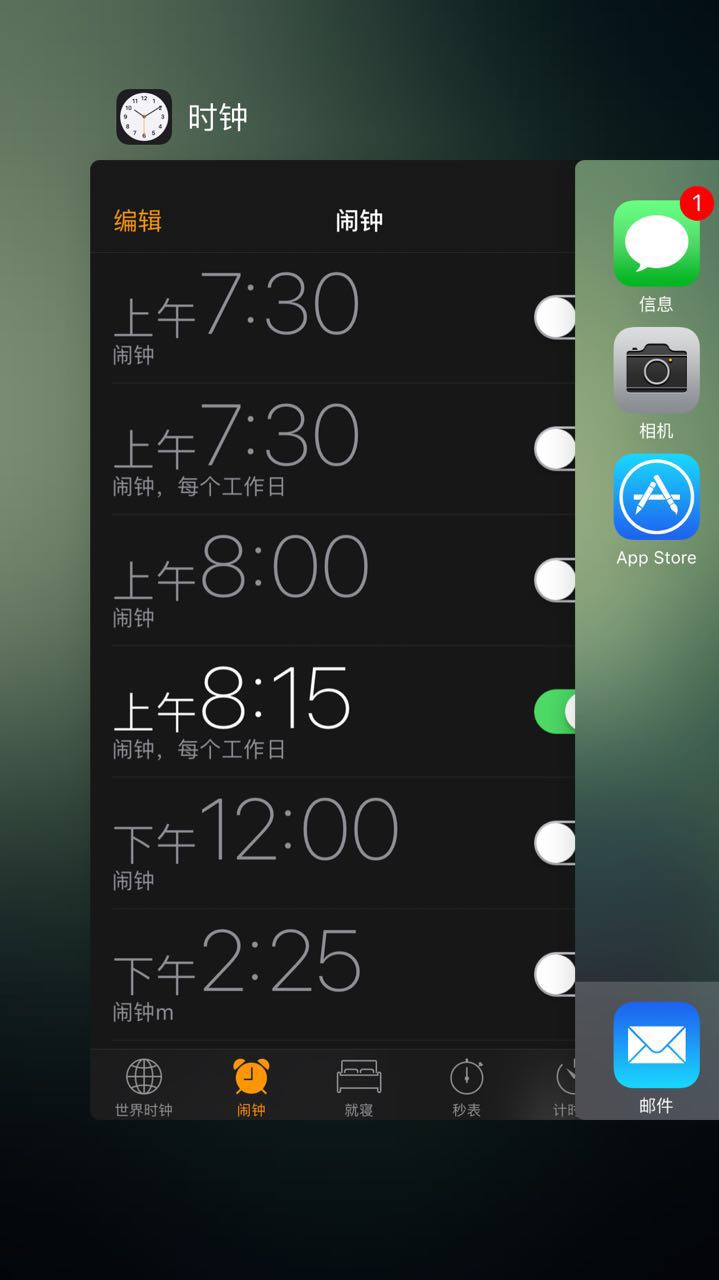 时钟
编辑 闹钟
上午7:30
闹钟
上午7:30
闹钟，每个工作日
上午8:00
闹钟
上午8:15
闹钟，每个工作日
下午12:00
闹钟
下午2:25
闹钟m
世界时钟 闹钟 就寝 秒表 计时
1
信息
相机
App Store
邮件